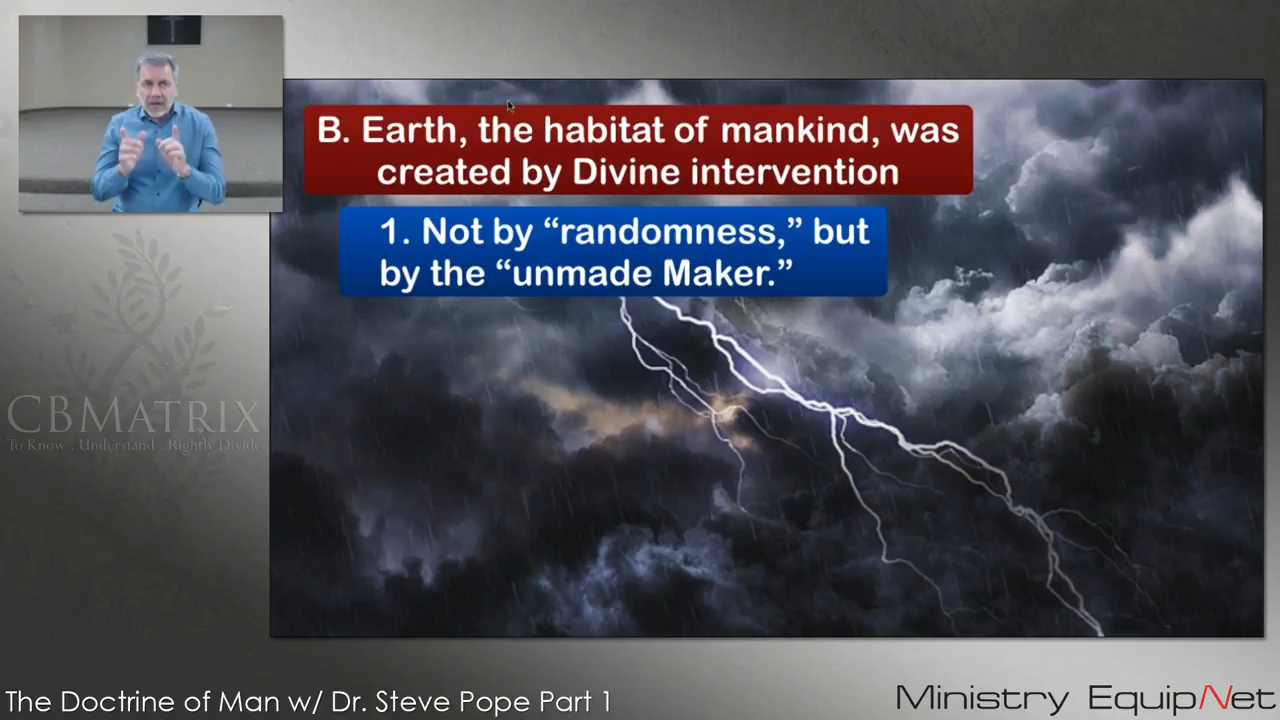 B. Earth, the habitat of mankind, was
created by Divine intervention
1. Not by “randomness,” but
by the “unmade Maker.”
CBMATRIX
To Know . Understand . Rightly Divide
The Doctrine of Man w/ Dr. Steve Pope Part 1
Ministry EquipNet